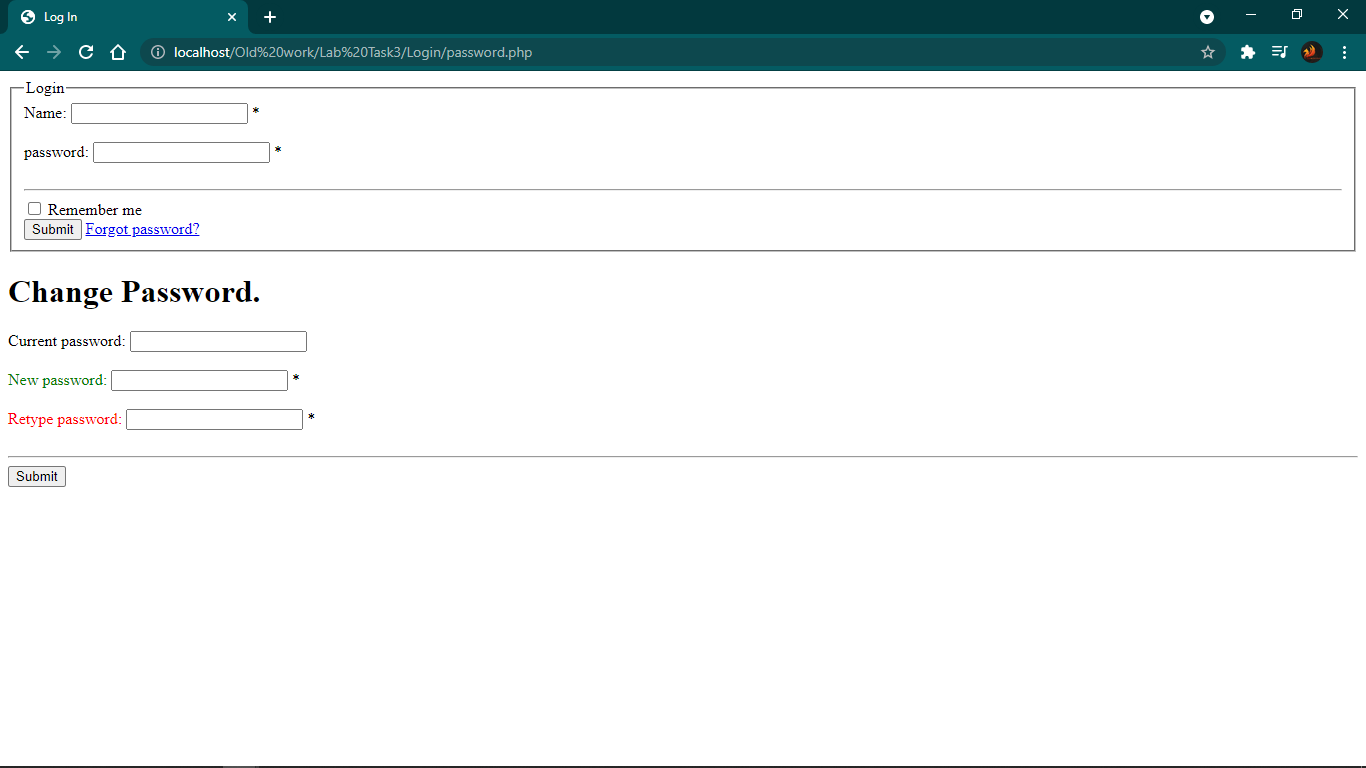 Log In
localhost/Old%20work/Lab%20Task3/Login/password.php
Login
Name: *
password: *
Remember me
Submit Forgot password?
Change Password.
Current password:
New password: *
Retype password: *
Submit